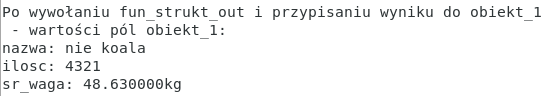 Po wywołaniu fun_strukt_out i przypisaniu wyniku do obiekt_1
 - wartości pól obiekt_1:
nazwa: nie koala
ilosc: 4321
sr_waga: 48.630000kg